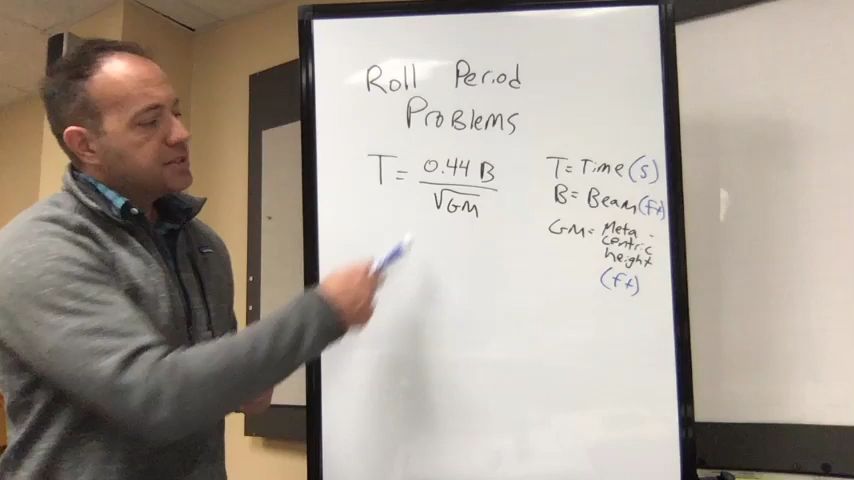 Roll Period
Problems
T = 0.44 B / √GM
T = Time (s)
B = Beam (ft)
GM = Meta-
centric
height
(ft)